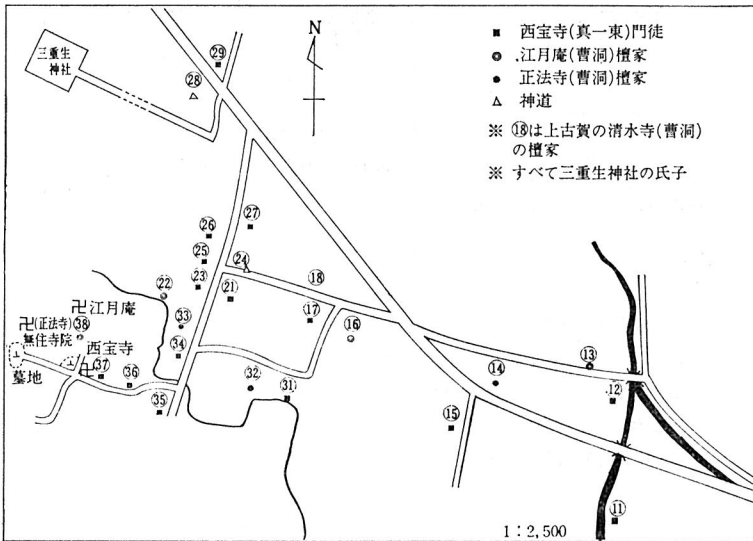 三重生
神社
N
■ 西宝寺(真一東)門徒
◎ 江月庵(曹洞)檀家
● 正法寺(曹洞)檀家
△ 神道
※ ⑱は上古賀の清水寺(曹洞)
の檀家
※ すべて三重生神社の氏子
㉙
㉘
㉗
㉖
㉕
㉔
㉓
㉒
㉑
⑱
⑰
⑯
⑮
⑭
⑬
⑫
⑪
㉝
㉞
㉜
㉛
㉟
㊱
㊲
㊳
卍江月庵
卍(正法寺)
無住寺院
西宝寺
卍
墓地
1:2,500